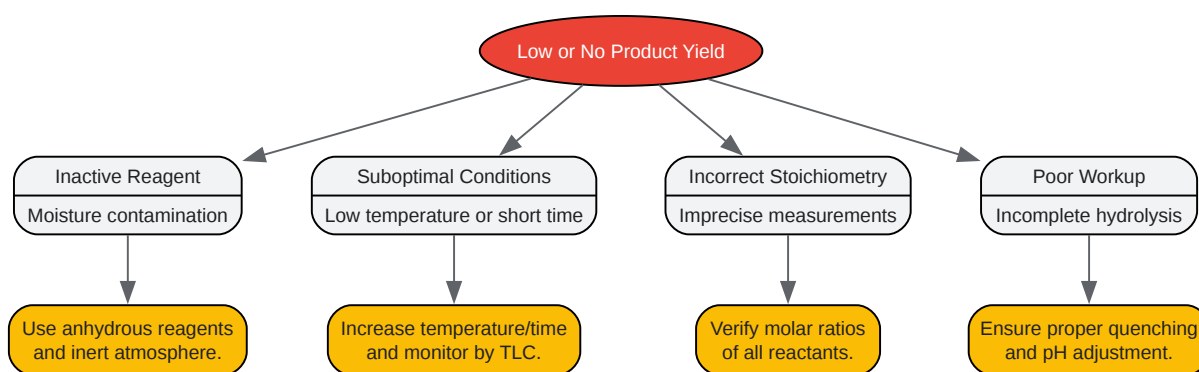 Low or No Product Yield
Inactive Reagent
Moisture contamination
Suboptimal Conditions
Low temperature or short time
Incorrect Stoichiometry
Imprecise measurements
Poor Workup
Incomplete hydrolysis
Use anhydrous reagents
and inert atmosphere.
Increase temperature/time
and monitor by TLC.
Verify molar ratios
of all reactants.
Ensure proper quenching
and pH adjustment.